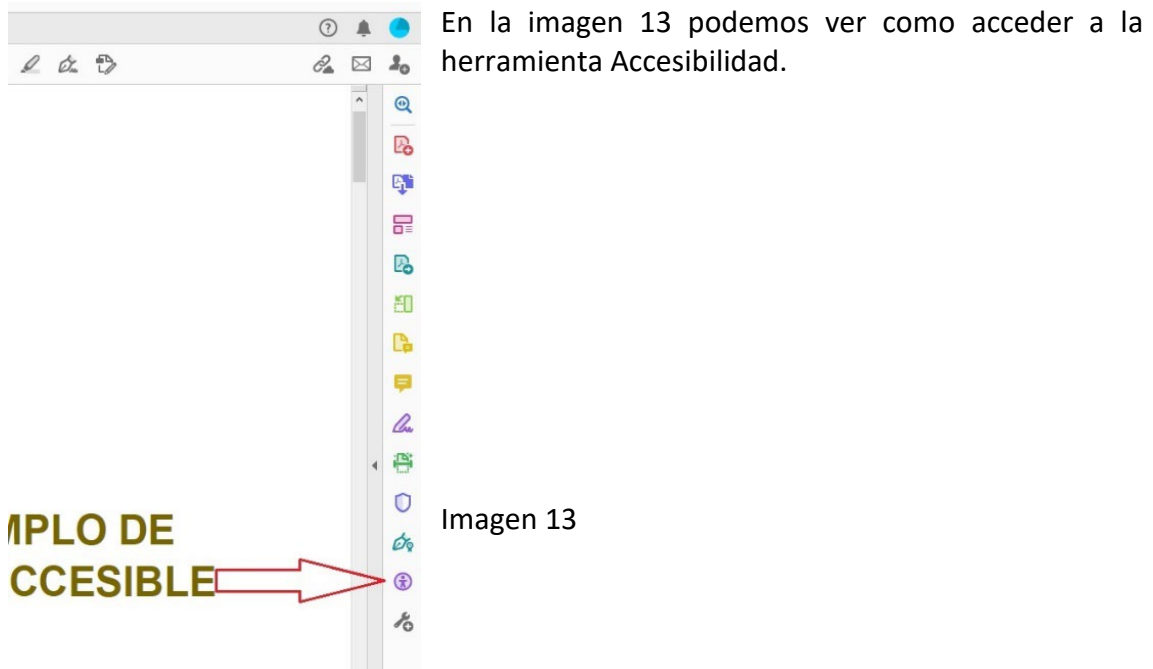 En la imagen 13 podemos ver como acceder a la
herramienta Accesibilidad.
Imagen 13
MPLO DE
CCESIBLE